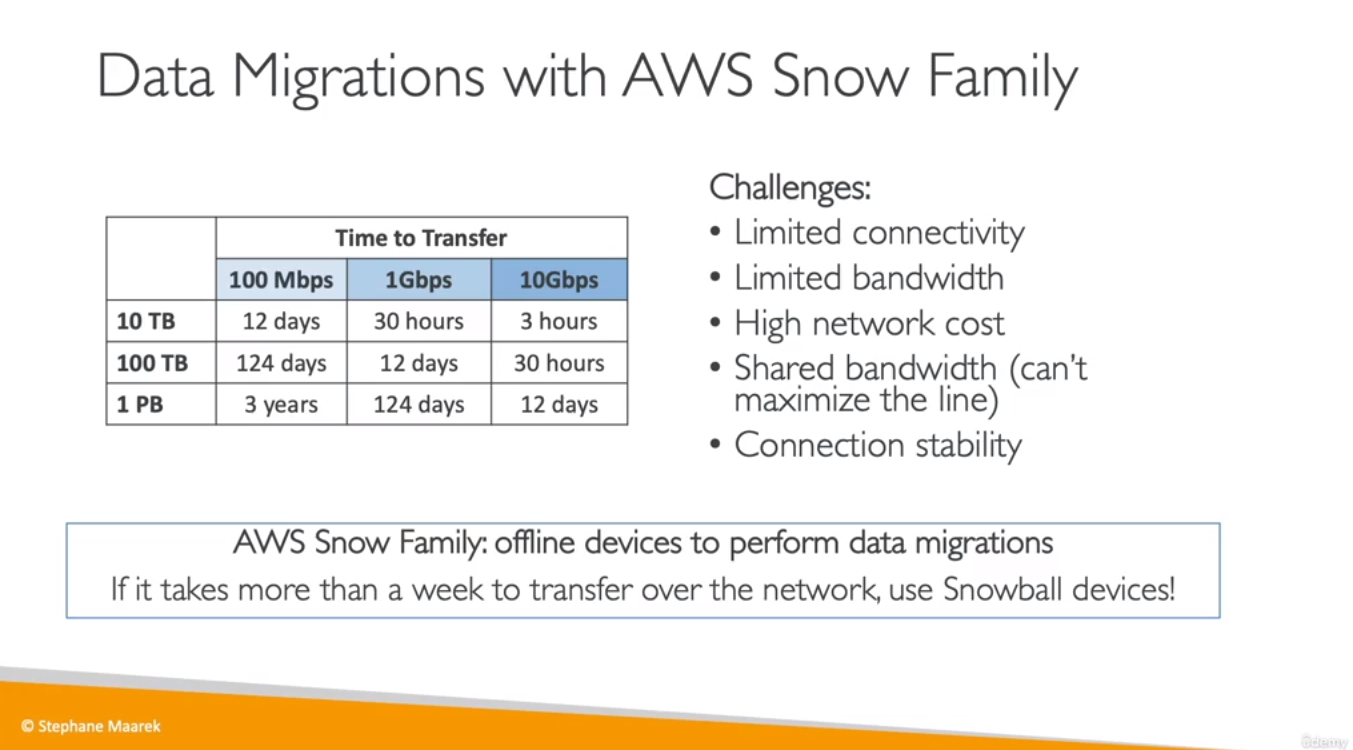 Data Migrations with AWS Snow Family
Time to Transfer
100 Mbps 1Gbps 10Gbps
10 TB 12 days 30 hours 3 hours
100 TB 124 days 12 days 30 hours
1 PB 3 years 124 days 12 days
Challenges:
• Limited connectivity
• Limited bandwidth
• High network cost
• Shared bandwidth (can't
maximize the line)
• Connection stability
AWS Snow Family: offline devices to perform data migrations
If it takes more than a week to transfer over the network, use Snowball devices!
© Stephane Maarek
Udemy